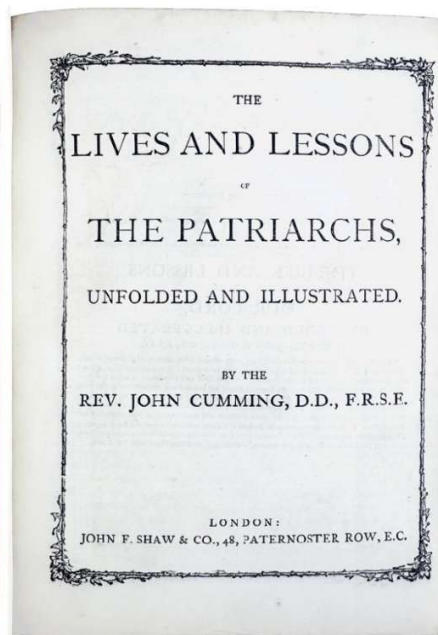 THE
LIVES AND LESSONS
OF
THE PATRIARCHS,
UNFOLDED AND ILLUSTRATED.
BY THE
REV. JOHN CUMMING, D.D., F.R.S.E.
LONDON:
JOHN F. SHAW & CO., 48, PATERNOSTER ROW, E.C.